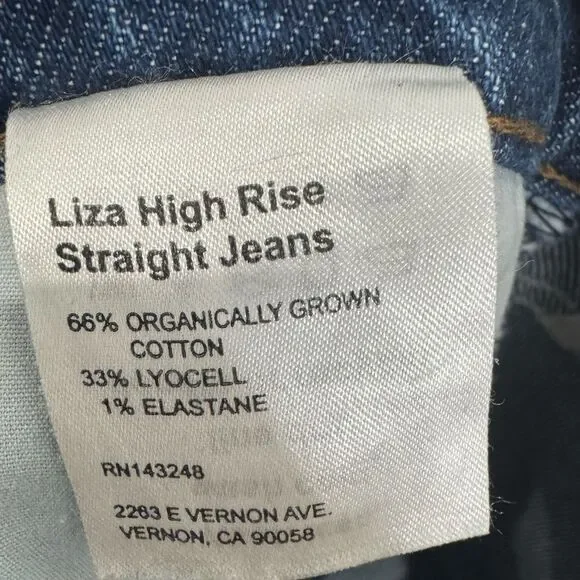 Liza High Rise
Straight Jeans
66% ORGANICALLY GROWN
COTTON
33% LYOCELL
1% ELASTANE
RN143248
2263 E VERNON AVE.
VERNON, CA 90058